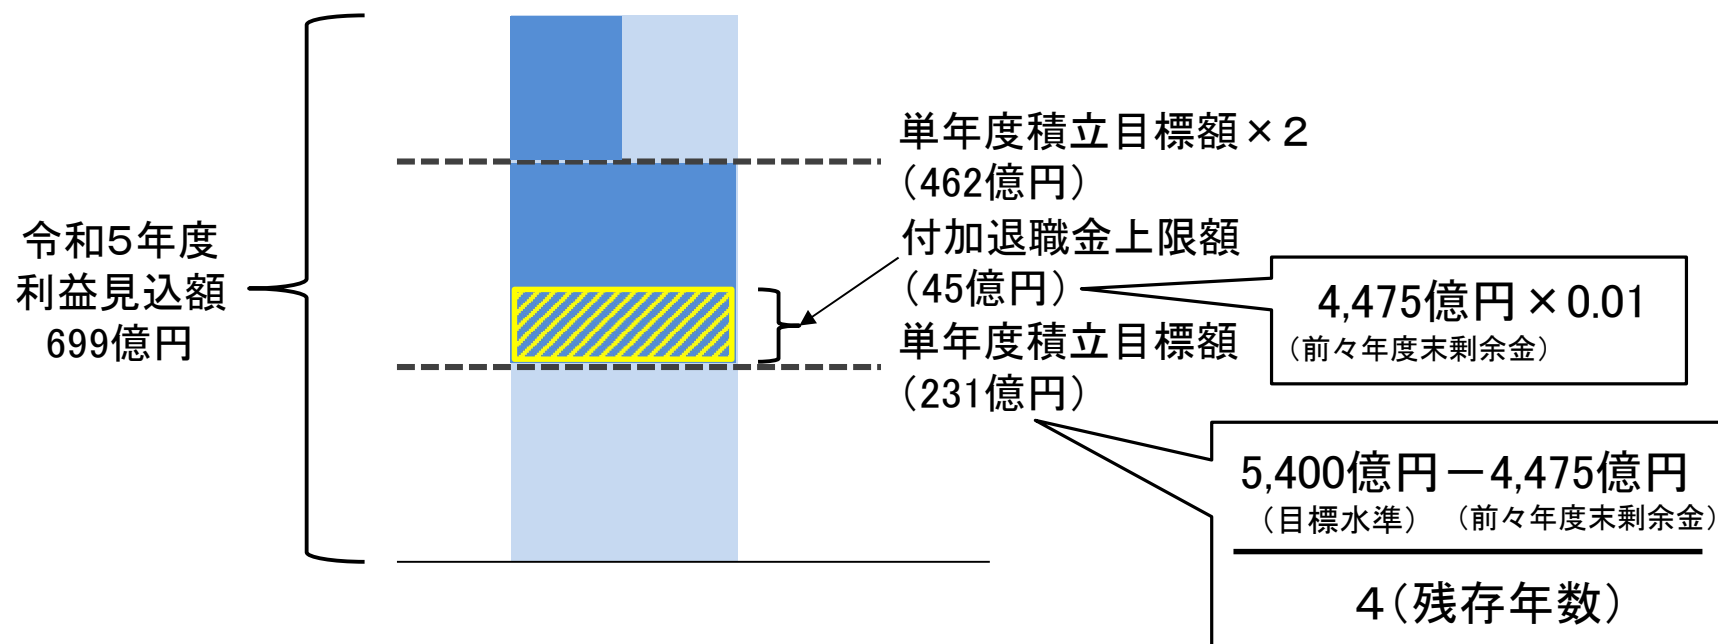 令和５年度
利益見込額
699億円
単年度積立目標額×２
（462億円）
付加退職金上限額
（45億円）
単年度積立目標額
（231億円）
4,475億円×0.01
（前々年度末剰余金）
5,400億円－4,475億円
（目標水準）（前々年度末剰余金）
４（残存年数）